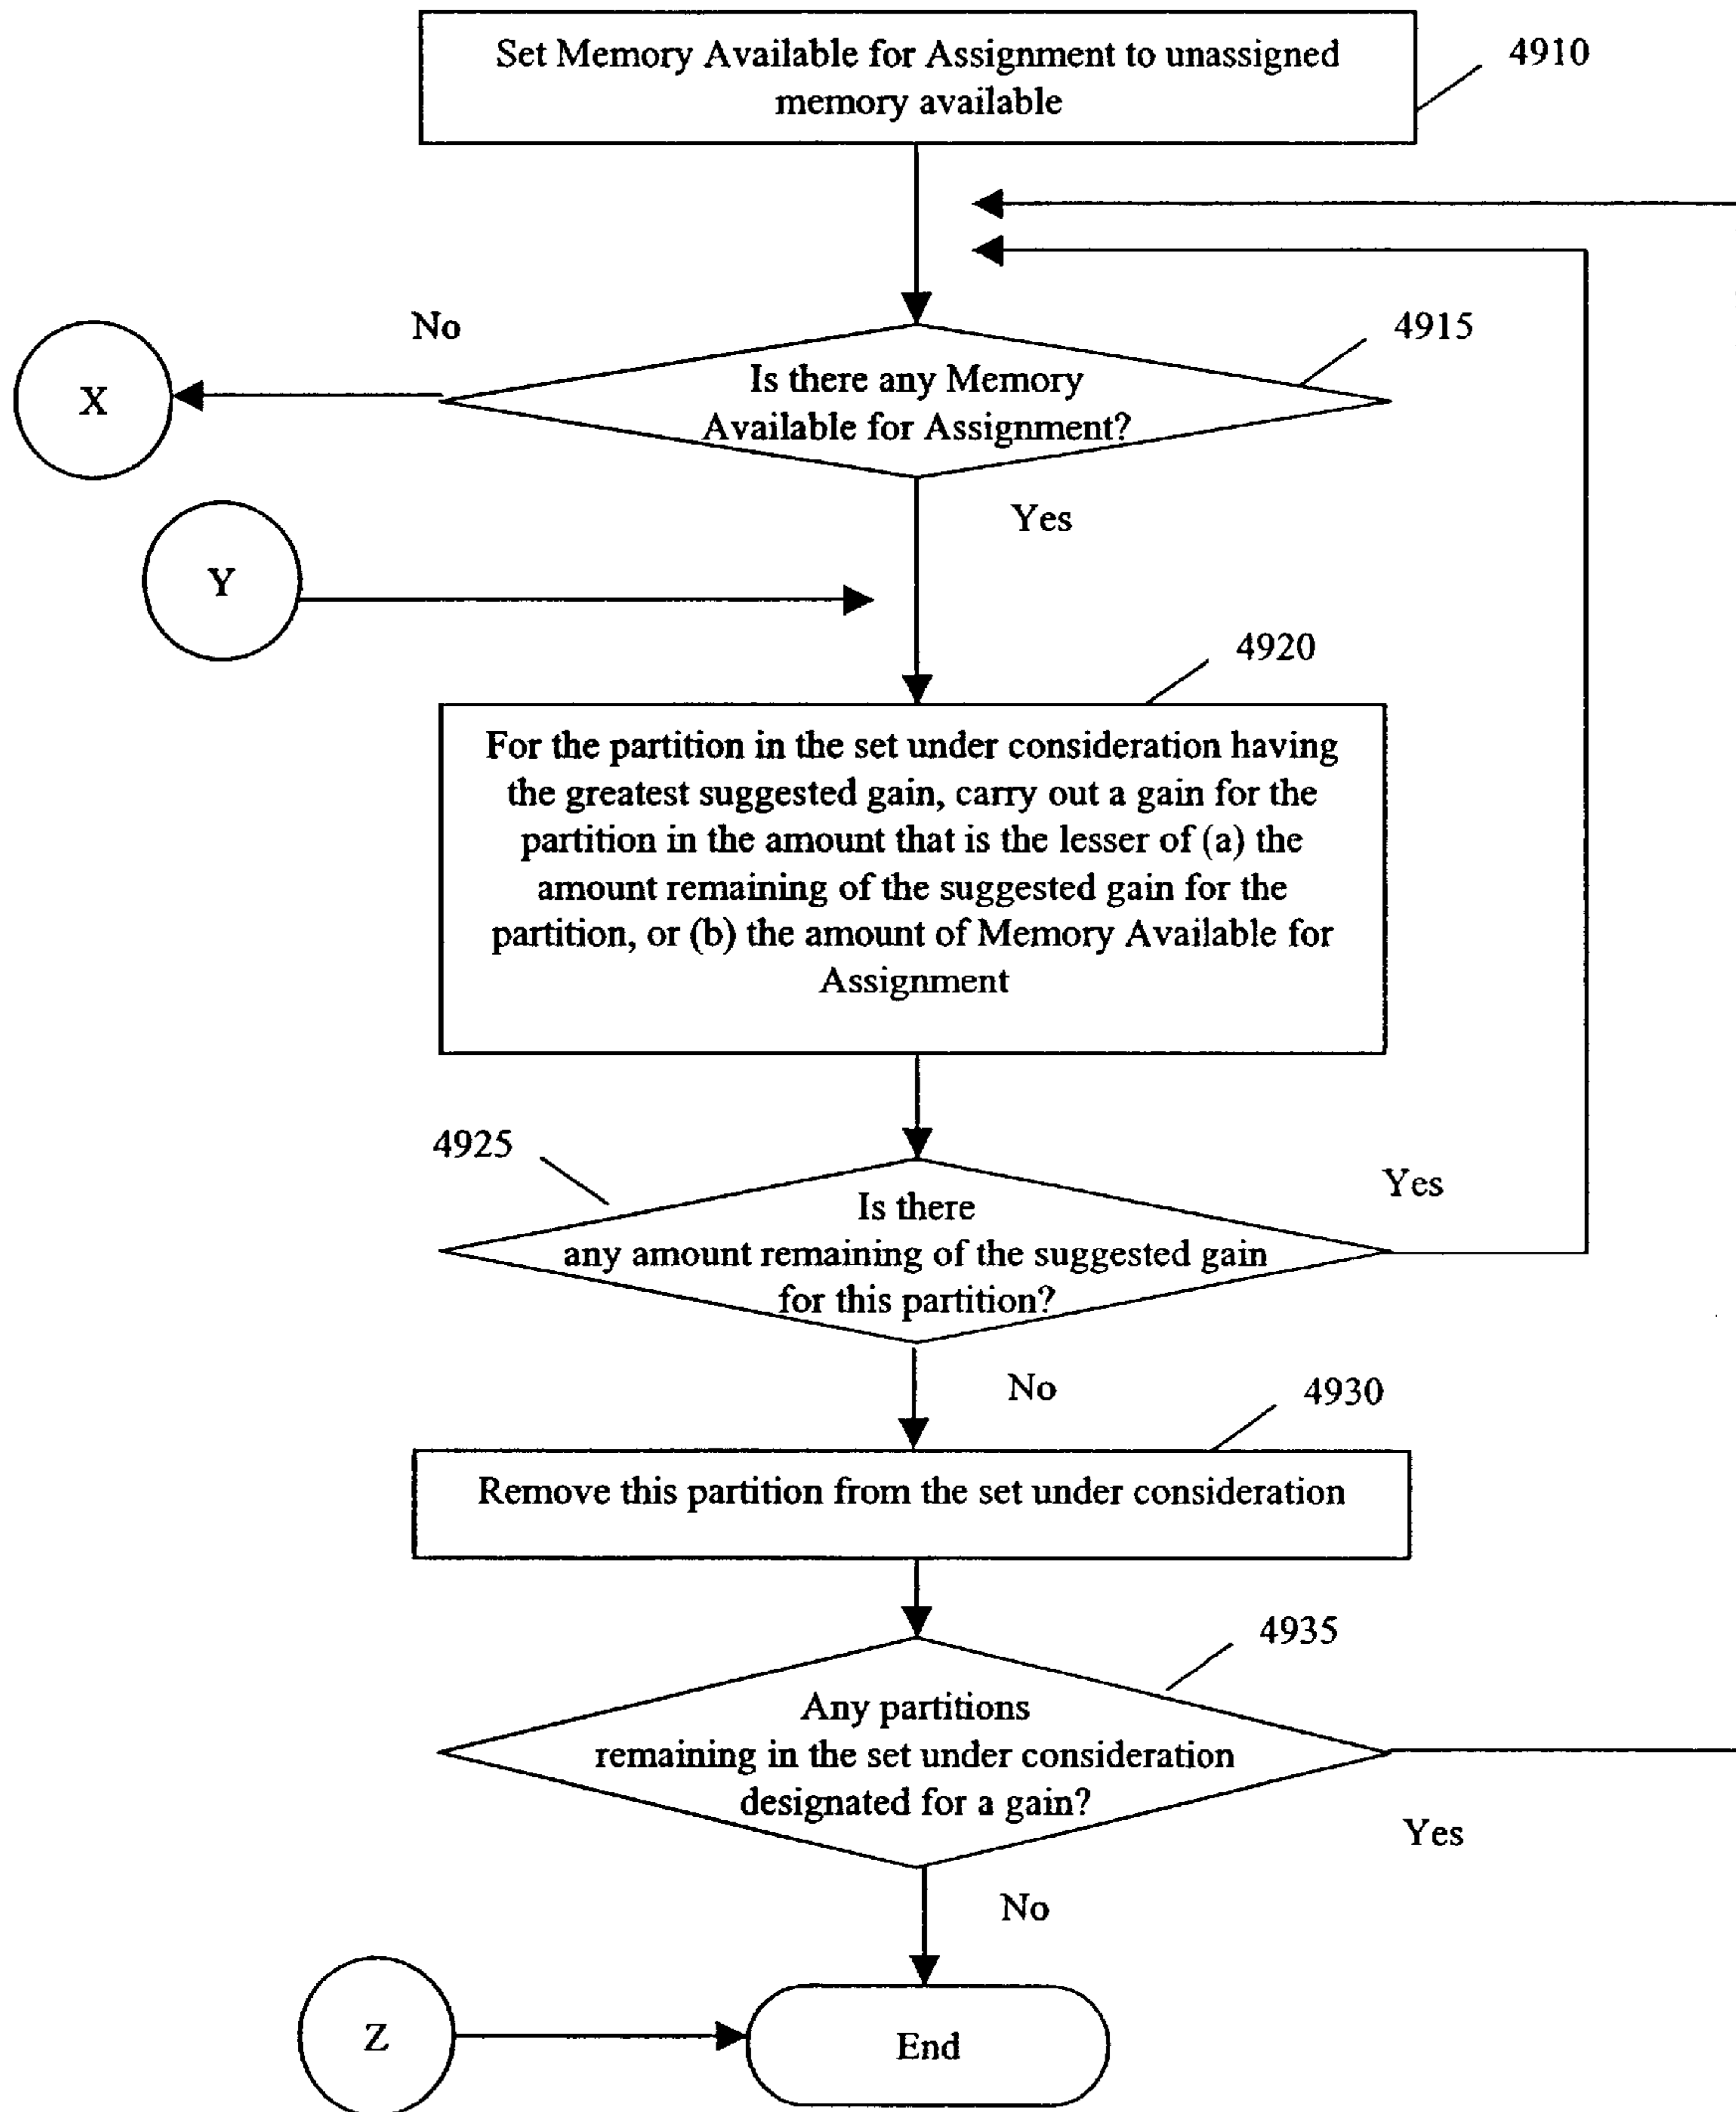 Set Memory Available for Assignment to unassigned
memory available
4910
No
4915
X
Is there any Memory
Available for Assignment?
Yes
Y
4920
For the partition in the set under consideration having
the greatest suggested gain, carry out a gain for the
partition in the amount that is the lesser of (a) the
amount remaining of the suggested gain for the
partition, or (b) the amount of Memory Available for
Assignment
4925
Yes
Is there
any amount remaining of the suggested gain
for this partition?
No
4930
Remove this partition from the set under consideration
4935
Any partitions
remaining in the set under consideration
designated for a gain?
Yes
No
Z
End